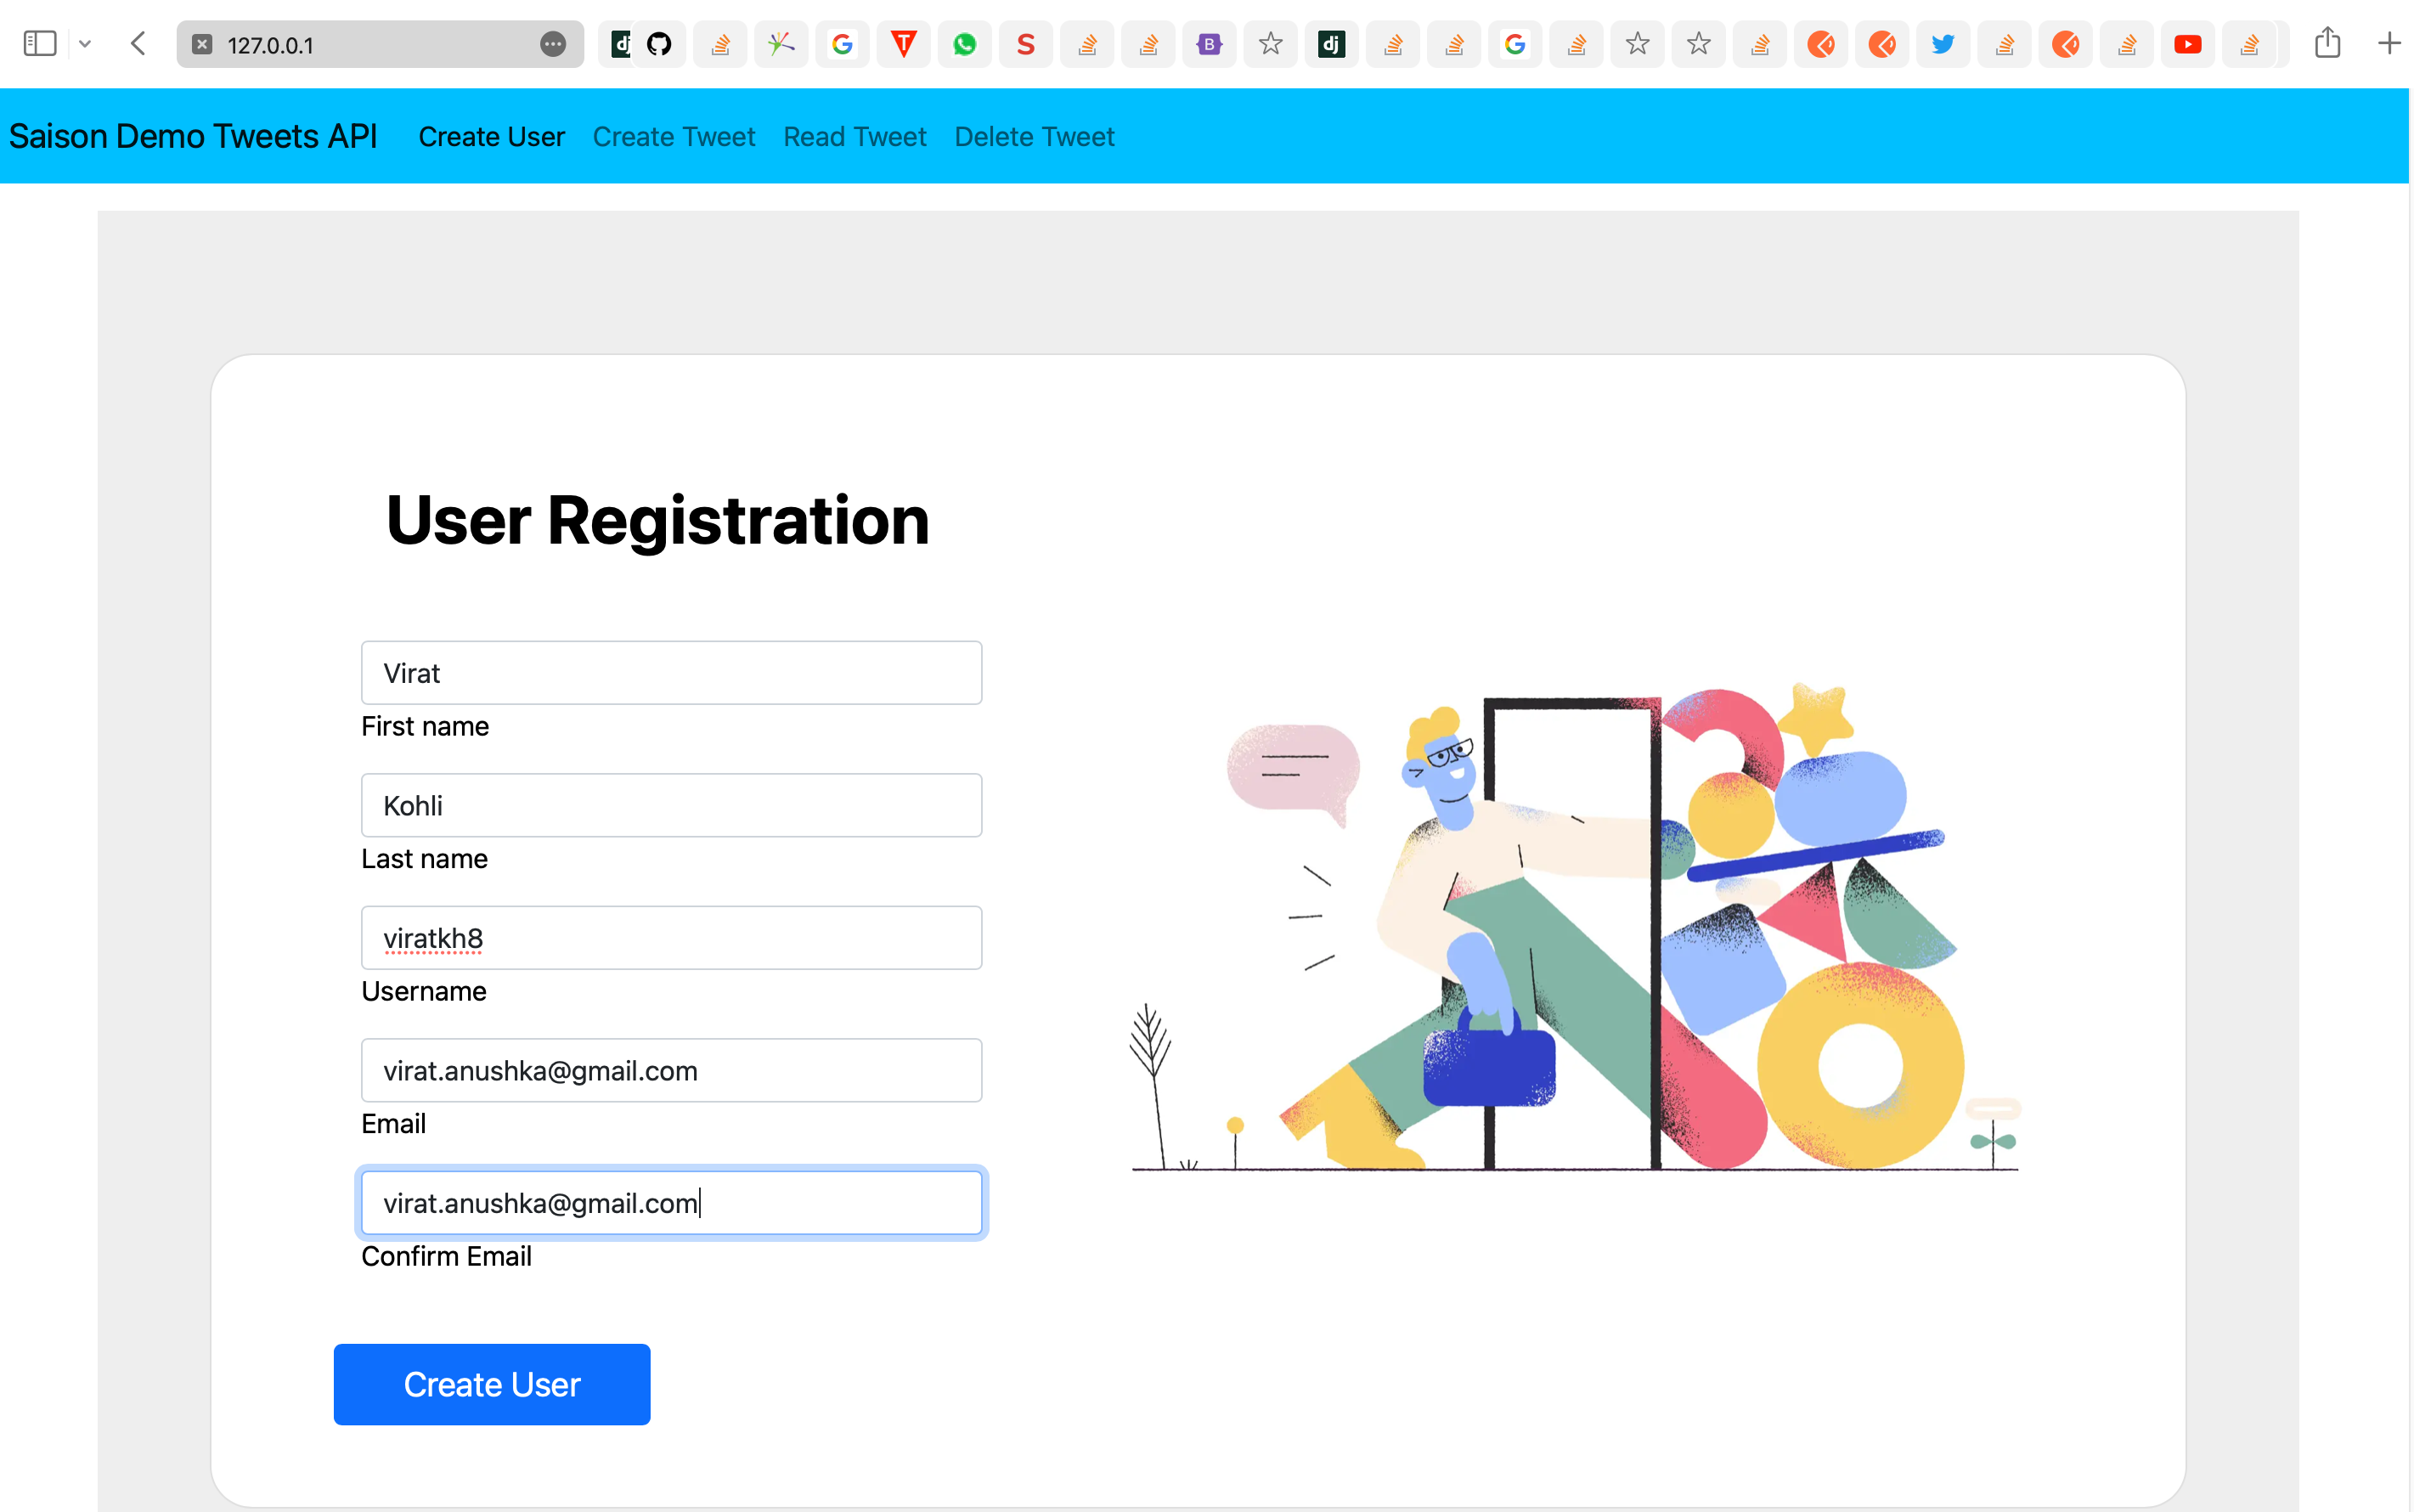 127.0.0.1
dj
G
T
S
B
dj
G
Saison Demo Tweets API Create User Create Tweet Read Tweet Delete Tweet
User Registration
Virat
First name
Kohli
Last name
viratkh8
Username
virat.anushka@gmail.com
Email
virat.anushka@gmail.com
Confirm Email
Create User